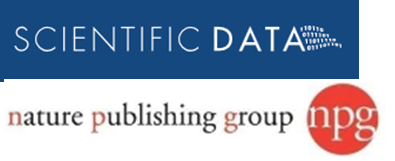 SCIENTIFIC DATA
nature publishing group npg